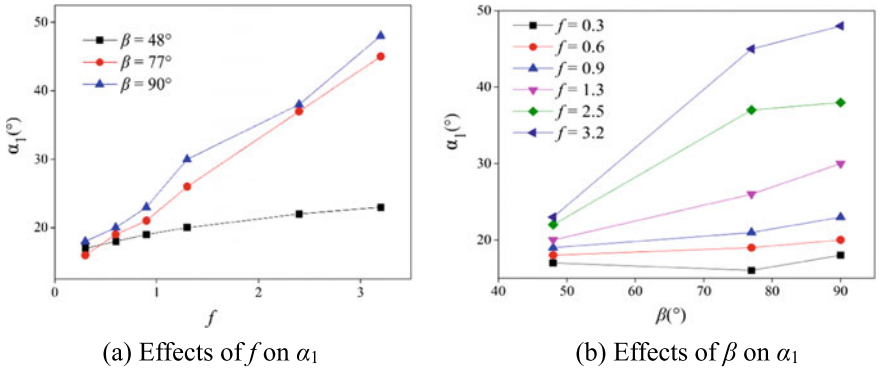 50
40
30
20
α₁(°)
β = 48°
β = 77°
β = 90°
0 1 2 3
f
(a) Effects of f on α₁
50
40
30
20
α₁(°)
f = 0.3
f = 0.6
f = 0.9
f = 1.3
f = 2.5
f = 3.2
40 50 60 70 80 90
β(°)
(b) Effects of β on α₁